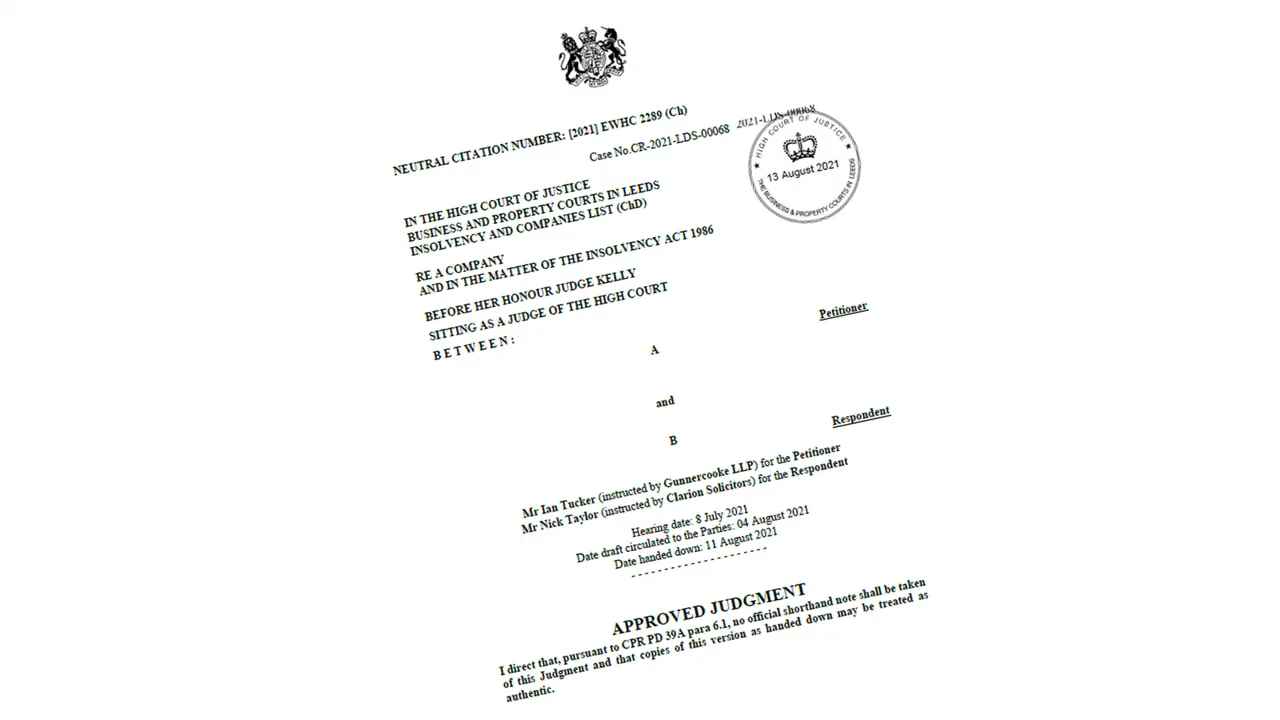 NEUTRAL CITATION NUMBER: [2021] EWHC 2289 (Ch)
Case No.CR-2021-LDS-00068
2021-LDS-00068
HIGH COURT OF JUSTICE
13 August 2021
THE BUSINESS & PROPERTY COURTS IN LEEDS
IN THE HIGH COURT OF JUSTICE
BUSINESS AND PROPERTY COURTS IN LEEDS
INSOLVENCY AND COMPANIES LIST (ChD)
RE A COMPANY
AND IN THE MATTER OF THE INSOLVENCY ACT 1986
BEFORE HER HONOUR JUDGE KELLY
SITTING AS A JUDGE OF THE HIGH COURT
B E T W E E N :
A
Petitioner
and
B
Respondent
Mr Ian Tucker (instructed by Gunnercooke LLP) for the Petitioner
Mr Nick Taylor (instructed by Clarion Solicitors) for the Respondent
Hearing date: 8 July 2021
Date draft circulated to the Parties: 04 August 2021
Date handed down: 11 August 2021
- - - - - - - - - - - - - - - - - - - - -
APPROVED JUDGMENT
I direct that, pursuant to CPR PD 39A para 6.1, no official shorthand note shall be taken
of this Judgment and that copies of this version as handed down may be treated as
authentic.